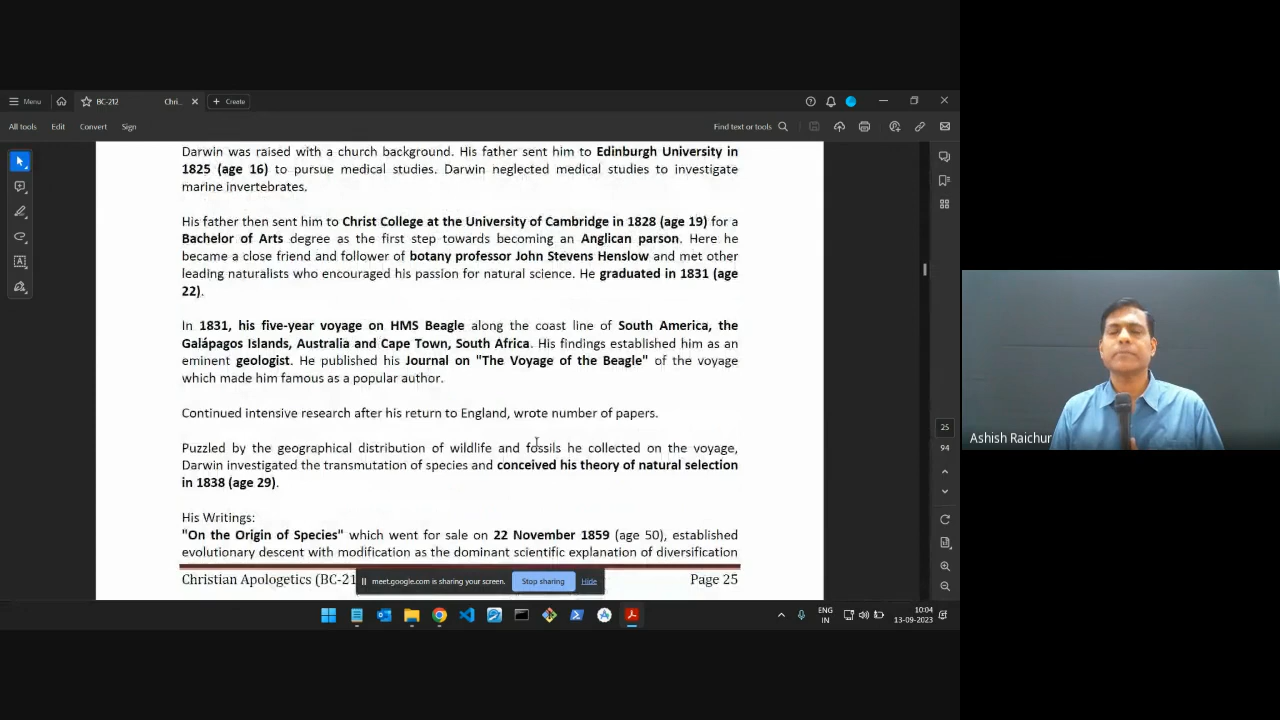 Menu
BC-212 Chri...
Create
All tools Edit Convert Sign
Find text or tools
Darwin was raised with a church background. His father sent him to Edinburgh University in
1825 (age 16) to pursue medical studies. Darwin neglected medical studies to investigate
marine invertebrates.
His father then sent him to Christ College at the University of Cambridge in 1828 (age 19) for a
Bachelor of Arts degree as the first step towards becoming an Anglican parson. Here he
became a close friend and follower of botany professor John Stevens Henslow and met other
leading naturalists who encouraged his passion for natural science. He graduated in 1831 (age
22).
In 1831, his five-year voyage on HMS Beagle along the coast line of South America, the
Galápagos Islands, Australia and Cape Town, South Africa. His findings established him as an
eminent geologist. He published his Journal on "The Voyage of the Beagle" of the voyage
which made him famous as a popular author.
Continued intensive research after his return to England, wrote number of papers.
Puzzled by the geographical distribution of wildlife and fossils he collected on the voyage,
Darwin investigated the transmutation of species and conceived his theory of natural selection
in 1838 (age 29).
His Writings:
"On the Origin of Species" which went for sale on 22 November 1859 (age 50), established
evolutionary descent with modification as the dominant scientific explanation of diversification
Christian Apologetics (BC-21
Page 25
meet.google.com is sharing your screen.
Stop sharing
Hide
25
94
ENG
IN
10:04
13-09-2023
Ashish Raichur